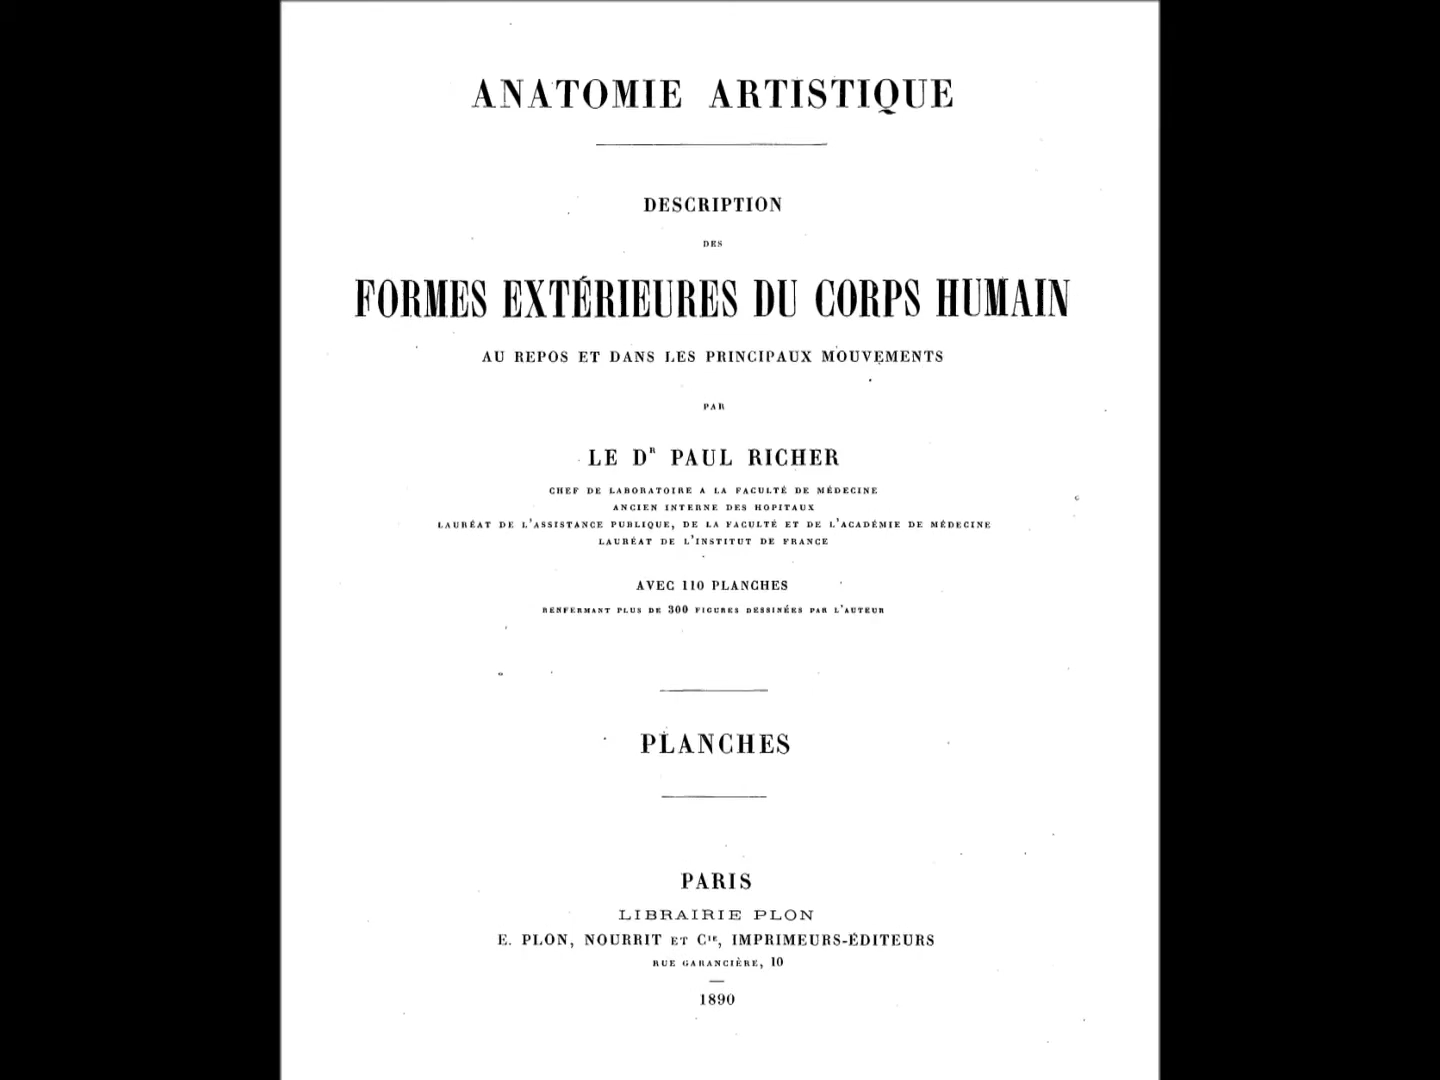 ANATOMIE ARTISTIQUE
DESCRIPTION
DES
FORMES EXTÉRIEURES DU CORPS HUMAIN
AU REPOS ET DANS LES PRINCIPAUX MOUVEMENTS
PAR
LE Dᴿ PAUL RICHER
CHEF DE LABORATOIRE A LA FACULTÉ DE MÉDECINE
ANCIEN INTERNE DES HOPITAUX
LAURÉAT DE L'ASSISTANCE PUBLIQUE, DE LA FACULTÉ ET DE L'ACADÉMIE DE MÉDECINE
LAURÉAT DE L'INSTITUT DE FRANCE
AVEC 110 PLANCHES
RENFERMANT PLUS DE 300 FIGURES DESSINÉES PAR L'AUTEUR
PLANCHES
PARIS
LIBRAIRIE PLON
E. PLON, NOURRIT ET Cᴵᴱ, IMPRIMEURS-ÉDITEURS
RUE GARANCIÈRE, 10
1890